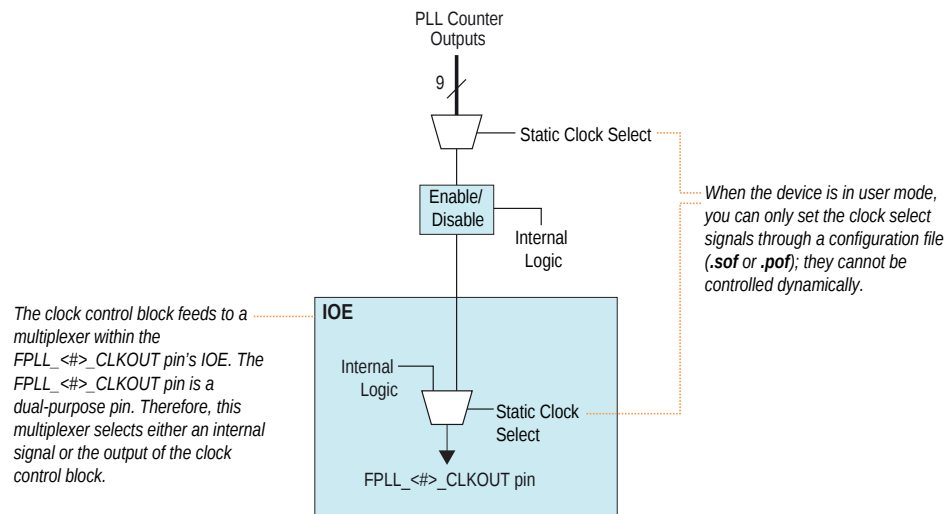 PLL Counter
Outputs
9
Static Clock Select
Enable/
Disable
Internal
Logic
When the device is in user mode,
you can only set the clock select
signals through a configuration file
(.sof or .pof); they cannot be
controlled dynamically.
The clock control block feeds to a
multiplexer within the
FPLL_<#>_CLKOUT pin's IOE. The
FPLL_<#>_CLKOUT pin is a
dual-purpose pin. Therefore, this
multiplexer selects either an internal
signal or the output of the clock
control block.
IOE
Internal
Logic
Static Clock
Select
FPLL_<#>_CLKOUT pin